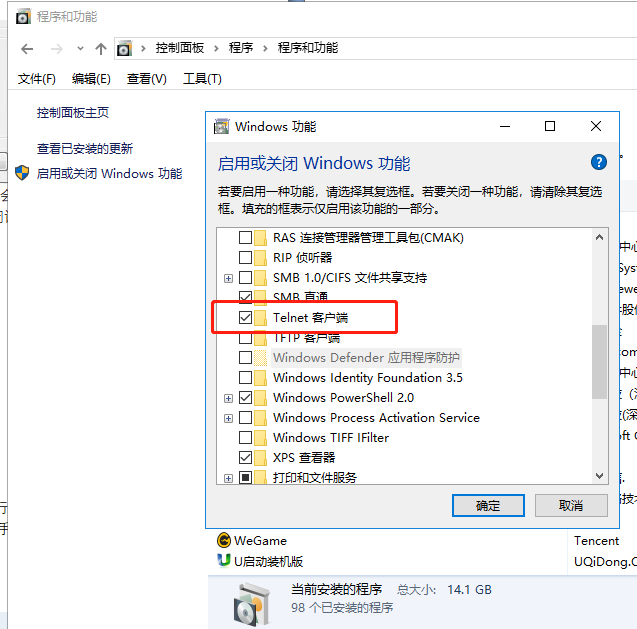 程序和功能
控制面板 › 程序 › 程序和功能
文件(F) 编辑(E) 查看(V) 工具(T)
控制面板主页
查看已安装的更新
启用或关闭 Windows 功能
Windows 功能
启用或关闭 Windows 功能
若要启用一种功能，请选择其复选框。若要关闭一种功能，请清除其复选
框。填充的框表示仅启用该功能的一部分。
RAS 连接管理器管理工具包(CMAK)
RIP 侦听器
SMB 1.0/CIFS 文件共享支持
SMB 直通
Telnet 客户端
TFTP 客户端
Windows Defender 应用程序防护
Windows Identity Foundation 3.5
Windows PowerShell 2.0
Windows Process Activation Service
Windows TIFF IFilter
XPS 查看器
打印和文件服务
确定 取消
WeGame Tencent
U启动装机版 UQiDong.C
当前安装的程序 总大小: 14.1 GB
98 个已安装的程序